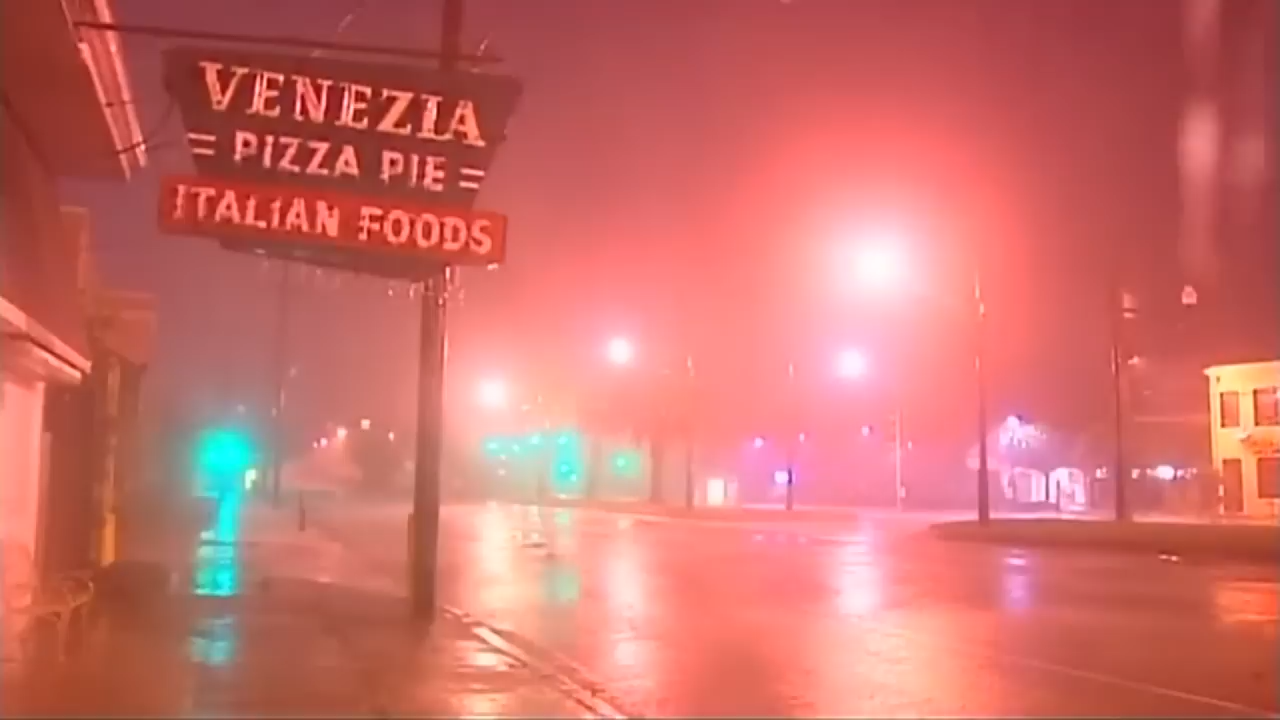 VENEZIA
= PIZZA PIE =
ITALIAN FOODS